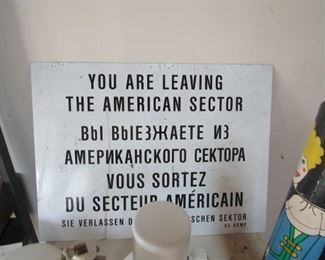 YOU ARE LEAVING
THE AMERICAN SECTOR
ВЫ ВЫЕЗЖАЕТЕ ИЗ
АМЕРИКАНСКОГО СЕКТОРА
VOUS SORTEZ
DU SECTEUR AMÉRICAIN
SIE VERLASSEN SCHEN SEKTOR
US ARMY